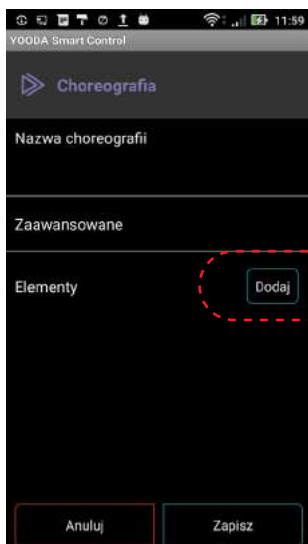 11:59
YOODA Smart Control
Choreografia
Nazwa choreografii
Zaawansowane
Elementy Dodaj
Anuluj Zapisz